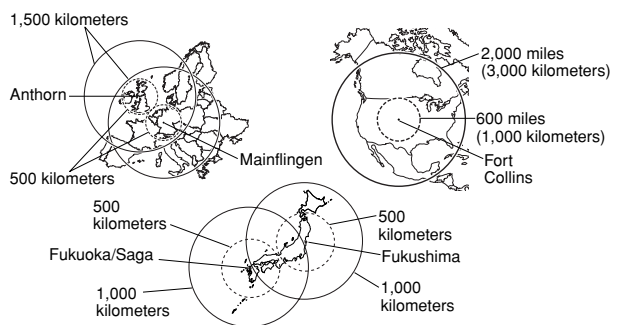 1,500 kilometers
Anthorn
500 kilometers
Mainflingen
2,000 miles
(3,000 kilometers)
600 miles
(1,000 kilometers)
Fort
Collins
500
kilometers
Fukuoka/Saga
1,000
kilometers
500
kilometers
Fukushima
1,000
kilometers